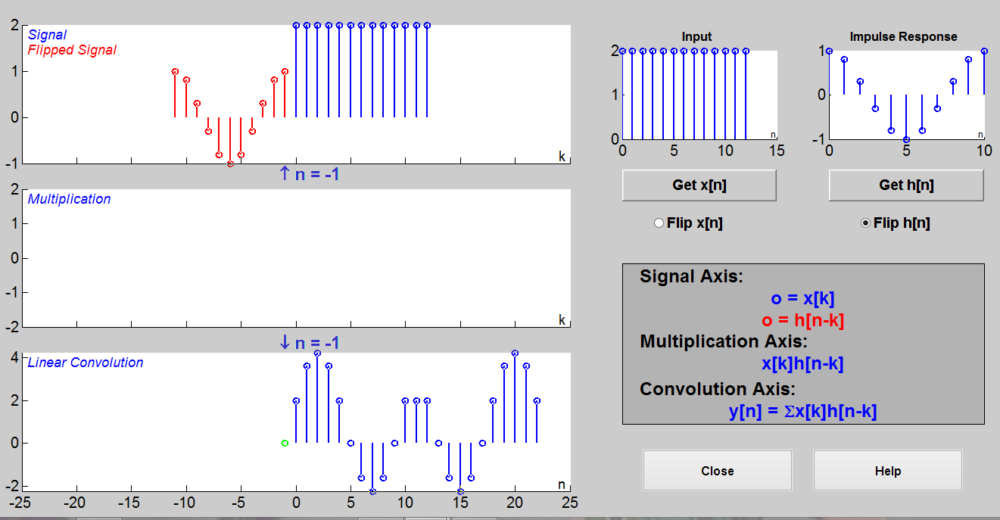 2
Signal
Flipped Signal
1
0
-1
k
↑ n = -1
2
Multiplication
1
0
-1
-2
k
↓ n = -1
4
Linear Convolution
2
0
-2
n
-25 -20 -15 -10 -5 0 5 10 15 20 25
Input
2
1
0
n
0 5 10 15
Impulse Response
1
0
-1
n
0 5 10
Get x[n]
Get h[n]
Flip x[n]
Flip h[n]
Signal Axis:
o = x[k]
o = h[n-k]
Multiplication Axis:
x[k]h[n-k]
Convolution Axis:
y[n] = Σx[k]h[n-k]
Close
Help